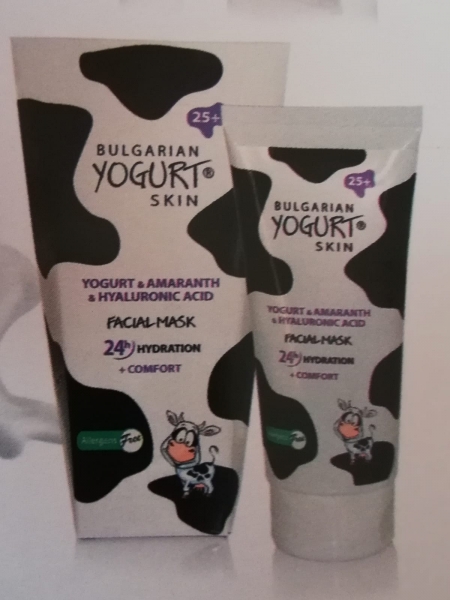 25+
BULGARIAN
YOGURT®
SKIN
YOGURT & AMARANTH
& HYALURONIC ACID
FACIAL MASK
24h HYDRATION
+ COMFORT
Allergens Free
25+
BULGARIAN
YOGURT®
SKIN
YOGURT & AMARANTH
& HYALURONIC ACID
FACIAL MASK
24h HYDRATION
+ COMFORT
Free